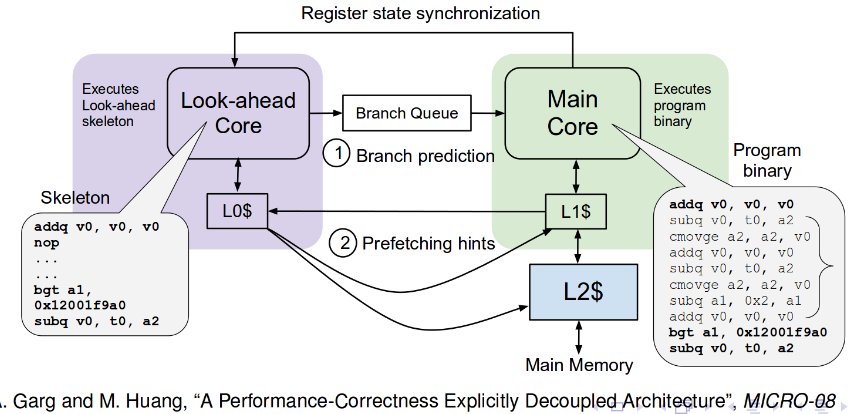 Register state synchronization
Executes
Look-ahead
skeleton
Look-ahead
Core
Branch Queue
Main
Core
Executes
program
binary
1 Branch prediction
Program
binary
Skeleton
L0$
L1$
addq v0, v0, v0
nop
...
...
bgt a1,
0x12001f9a0
subq v0, t0, a2
2 Prefetching hints
L2$
Main Memory
addq v0, v0, v0
subq v0, t0, a2
cmovge a2, a2, v0
addq v0, v0, v0
subq v0, t0, a2
cmovge a2, a2, v0
subq a1, 0x2, a1
addq v0, v0, v0
bgt a1, 0x12001f9a0
subq v0, t0, a2
. Garg and M. Huang, “A Performance-Correctness Explicitly Decoupled Architecture”, MICRO-08